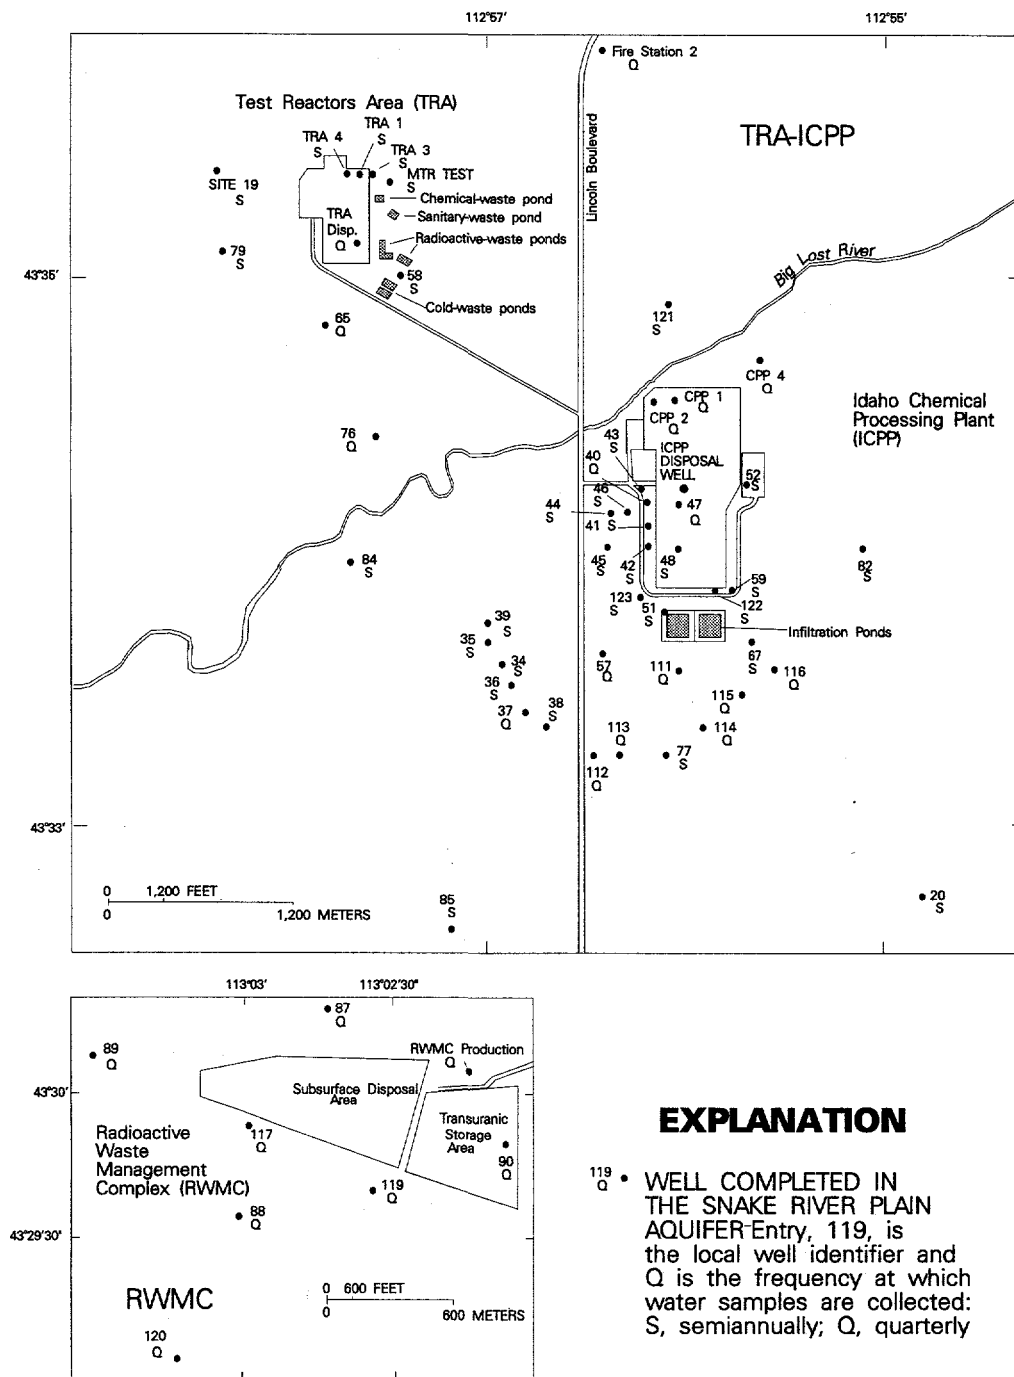 112°57'
112°55'
Fire Station 2
Q
Test Reactors Area (TRA)
TRA 1
S
TRA 4
S
TRA 3
S
TRA-ICPP
Lincoln Boulevard
SITE 19
S
MTR TEST
S
Chemical-waste pond
Sanitary-waste pond
TRA
Disp.
Q
Radioactive-waste ponds
79
S
58
S
Big Lost River
43°35'
Cold-waste ponds
65
Q
121
S
CPP 4
Q
CPP 1
Q
CPP 2
Q
Idaho Chemical
Processing Plant
(ICPP)
76
Q
43
S
ICPP
DISPOSAL
WELL
40
Q
52
S
46
S
44
S
S
47
Q
41
45
S
42
S
48
S
82
S
84
S
59
S
123
S
51
S
122
S
39
S
35
S
Infiltration Ponds
34
S
57
Q
111
Q
67
S
116
Q
36
S
115
Q
37
Q
38
S
113
Q
114
Q
112
Q
77
S
43°33'
0 1,200 FEET
0 1,200 METERS
85
S
20
S
113°03'
113°02'30"
87
Q
89
Q
RWMC Production
Q
43°30'
Subsurface Disposal
Area
Transuranic
Storage
Area
Radioactive
Waste
Management
Complex (RWMC)
117
Q
90
Q
119
Q
88
Q
43°29'30"
0 600 FEET
0 600 METERS
RWMC
120
Q
EXPLANATION
119
Q
WELL COMPLETED IN
THE SNAKE RIVER PLAIN
AQUIFER-Entry, 119, is
the local well identifier and
Q is the frequency at which
water samples are collected:
S, semiannually; Q, quarterly